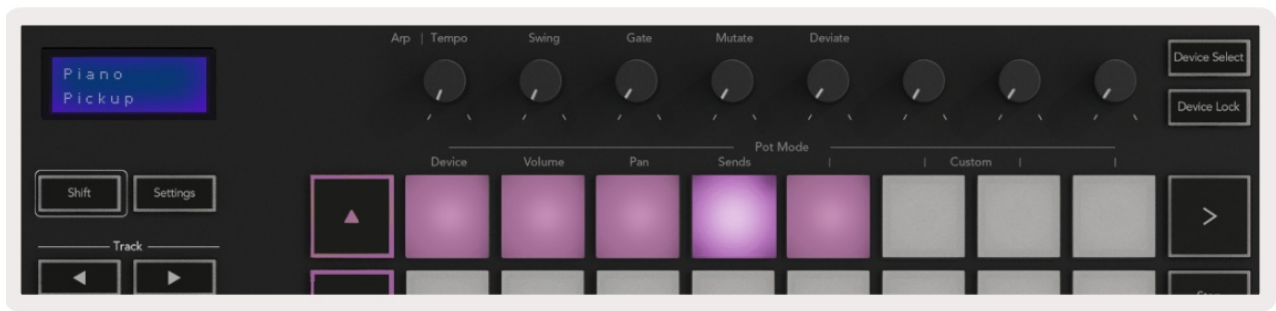 Arp | Tempo Swing Gate Mutate Deviate
Piano
Pickup
Device Select
Device Lock
Pot Mode
Device Volume Pan Sends Custom
Shift Settings
Track